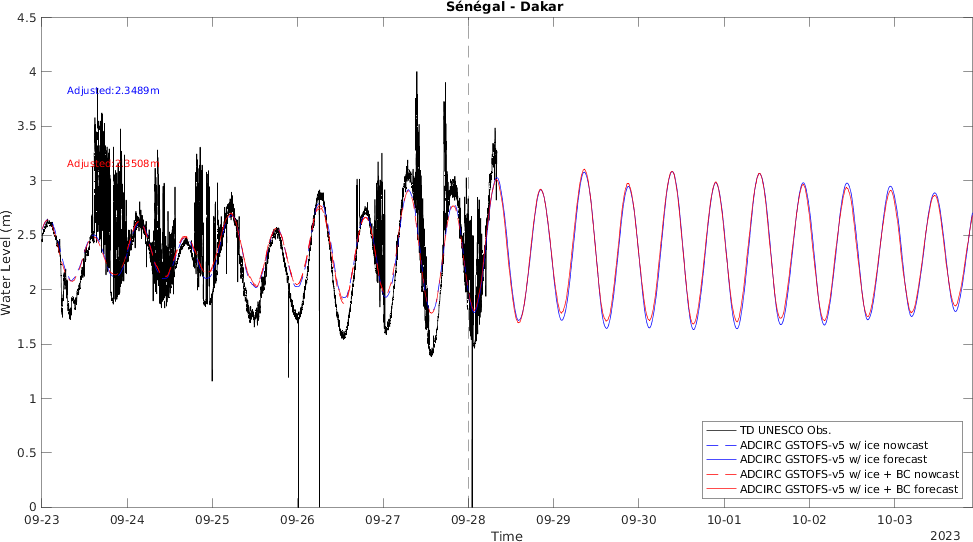 Sénégal - Dakar
4.5
4
3.5
3
2.5
2
1.5
1
0.5
0
Water Level (m)
Adjusted:2.3489m
Adjusted:2.3508m
TD UNESCO Obs.
ADCIRC GSTOFS-v5 w/ ice nowcast
ADCIRC GSTOFS-v5 w/ ice forecast
ADCIRC GSTOFS-v5 w/ ice + BC nowcast
ADCIRC GSTOFS-v5 w/ ice + BC forecast
09-23 09-24 09-25 09-26 09-27 09-28 09-29 09-30 10-01 10-02 10-03
Time
2023